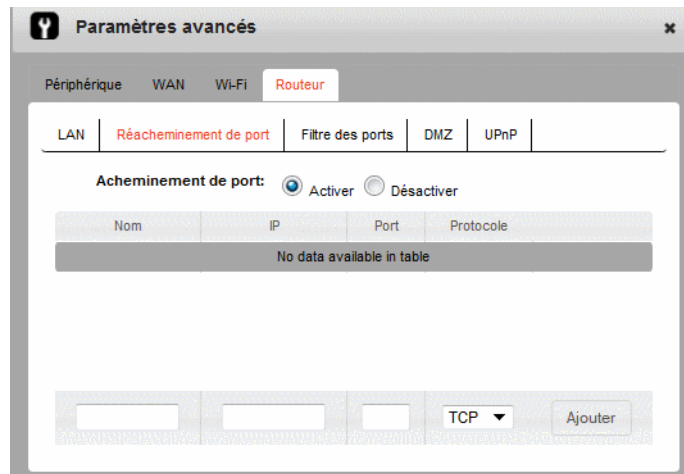 Paramètres avancés
Périphérique WAN Wi-Fi Routeur
LAN Réacheminement de port Filtre des ports DMZ UPnP
Acheminement de port: Activer Désactiver
Nom IP Port Protocole
No data available in table
TCP Ajouter